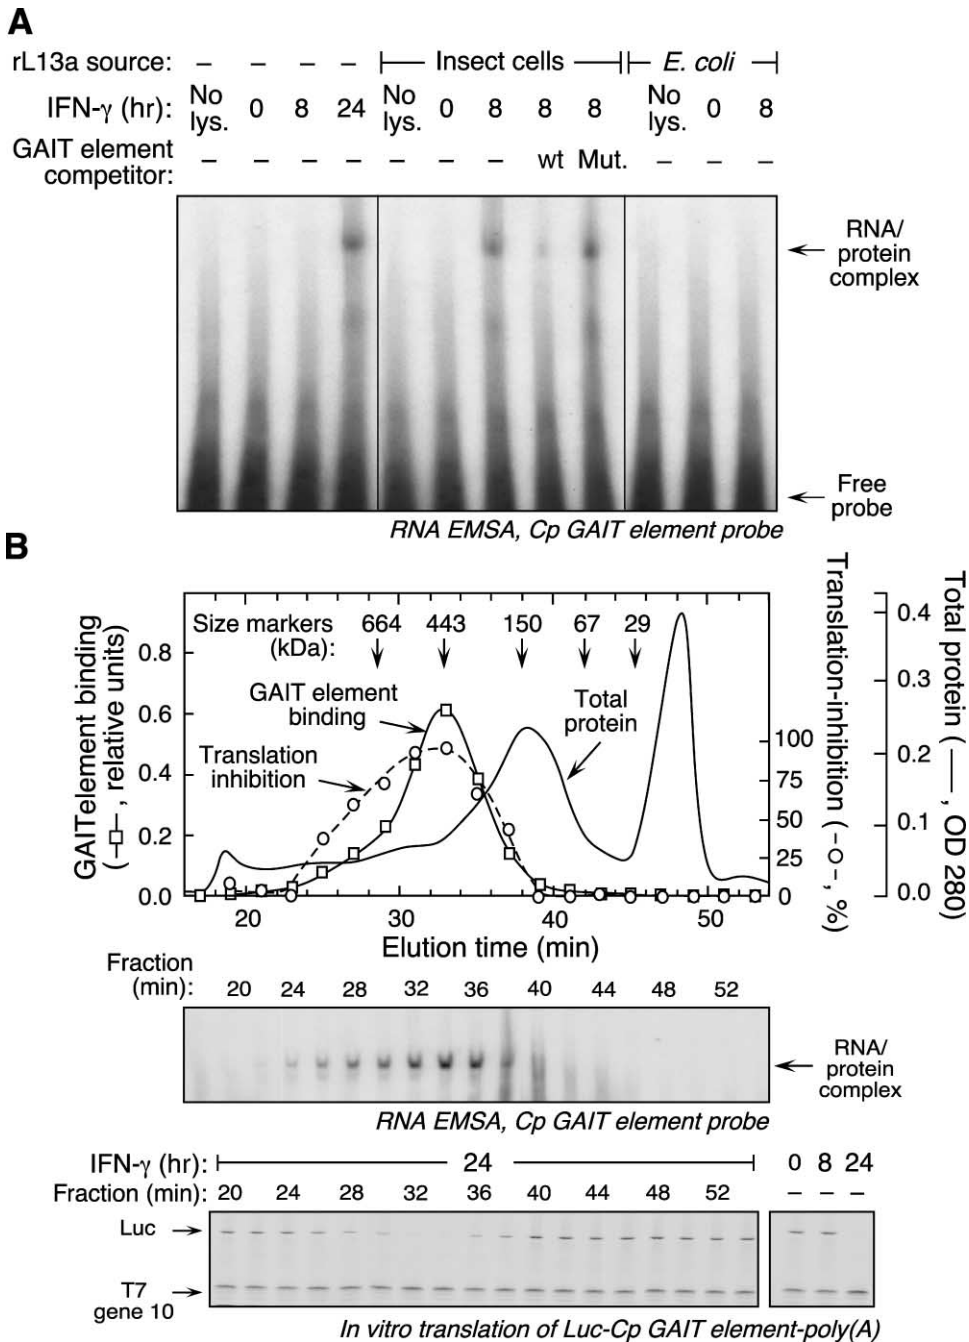 A
rL13a source: – – – – Insect cells E. coli
IFN-γ (hr): No lys. 0 8 24 No lys. 0 8 8 8 No lys. 0 8
GAIT element
competitor: – – – – – – – wt Mut. – – –
RNA/
protein
complex
Free
probe
RNA EMSA, Cp GAIT element probe
B
GAITelement binding
(–□–, relative units)
0.8
0.6
0.4
0.2
0.0
Size markers
(kDa):
664 443 150 67 29
GAIT element
binding
Translation
inhibition
Total
protein
100
75
50
25
0
Translation-inhibition (-o-, %)
0.4
0.3
0.2
0.1
0.0
Total protein (—, OD 280)
20 30 40 50
Elution time (min)
Fraction
(min): 20 24 28 32 36 40 44 48 52
RNA/
protein
complex
RNA EMSA, Cp GAIT element probe
IFN-γ (hr): 24 0 8 24
Fraction (min): 20 24 28 32 36 40 44 48 52 – – –
Luc
T7
gene 10
In vitro translation of Luc-Cp GAIT element-poly(A)